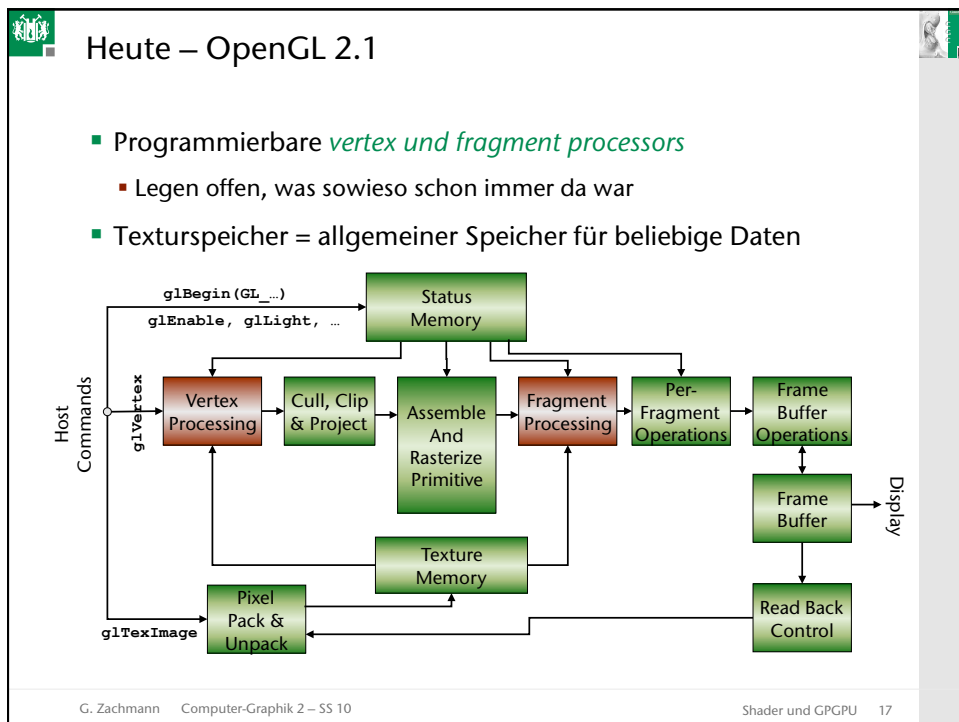 Heute – OpenGL 2.1
Programmierbare vertex und fragment processors
Legen offen, was sowieso schon immer da war
Texturspeicher = allgemeiner Speicher für beliebige Daten
glBegin(GL_…)
glEnable, glLight, …
Status
Memory
Host
Commands
glVertex
Vertex
Processing
Cull, Clip
& Project
Assemble
And
Rasterize
Primitive
Fragment
Processing
Per-
Fragment
Operations
Frame
Buffer
Operations
Frame
Buffer
Display
Texture
Memory
Pixel
Pack &
Unpack
glTexImage
Read Back
Control
G. Zachmann Computer-Graphik 2 – SS 10
Shader und GPGPU 17